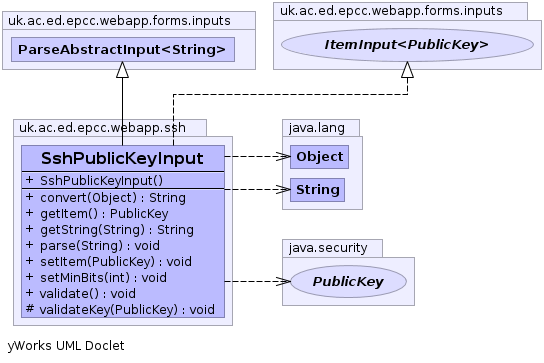 uk.ac.ed.epcc.webapp.forms.inputs
ParseAbstractInput<String>
uk.ac.ed.epcc.webapp.forms.inputs
ItemInput<PublicKey>
uk.ac.ed.epcc.webapp.ssh
SshPublicKeyInput
+ SshPublicKeyInput()
+ convert(Object) : String
+ getItem() : PublicKey
+ getString(String) : String
+ parse(String) : void
+ setItem(PublicKey) : void
+ setMinBits(int) : void
+ validate() : void
# validateKey(PublicKey) : void
java.lang
Object
String
java.security
PublicKey
yWorks UML Doclet